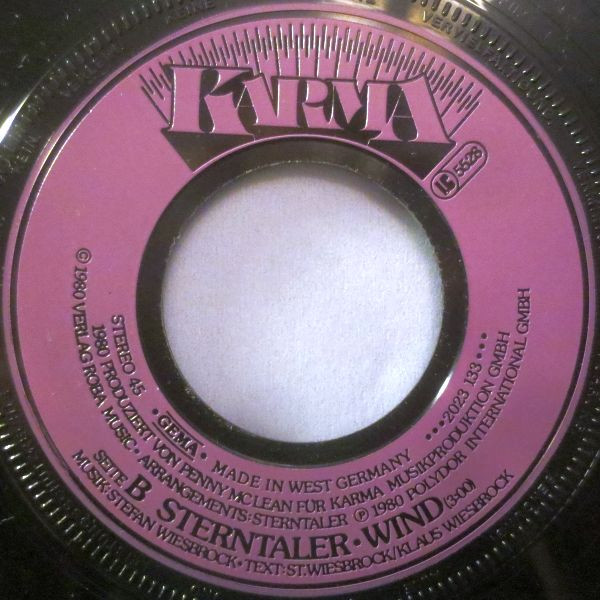 KARMA
LC 5528
STEREO 45
•GEMA•
MADE IN WEST GERMANY
•••2023 133•••
1980 PRODUZIERT VON PENNY MCLEAN FÜR KARMA MUSIKPRODUKTION GMBH
© 1980 VERLAG ROBA MUSIC • ARRANGEMENTS: STERNTALER ℗ 1980 POLYDOR INTERNATIONAL GMBH
SEITE B STERNTALER • WIND (3:00)
MUSIK: STEFAN WIESBROCK • TEXT: ST. WIESBROCK/KLAUS WIESBROCK